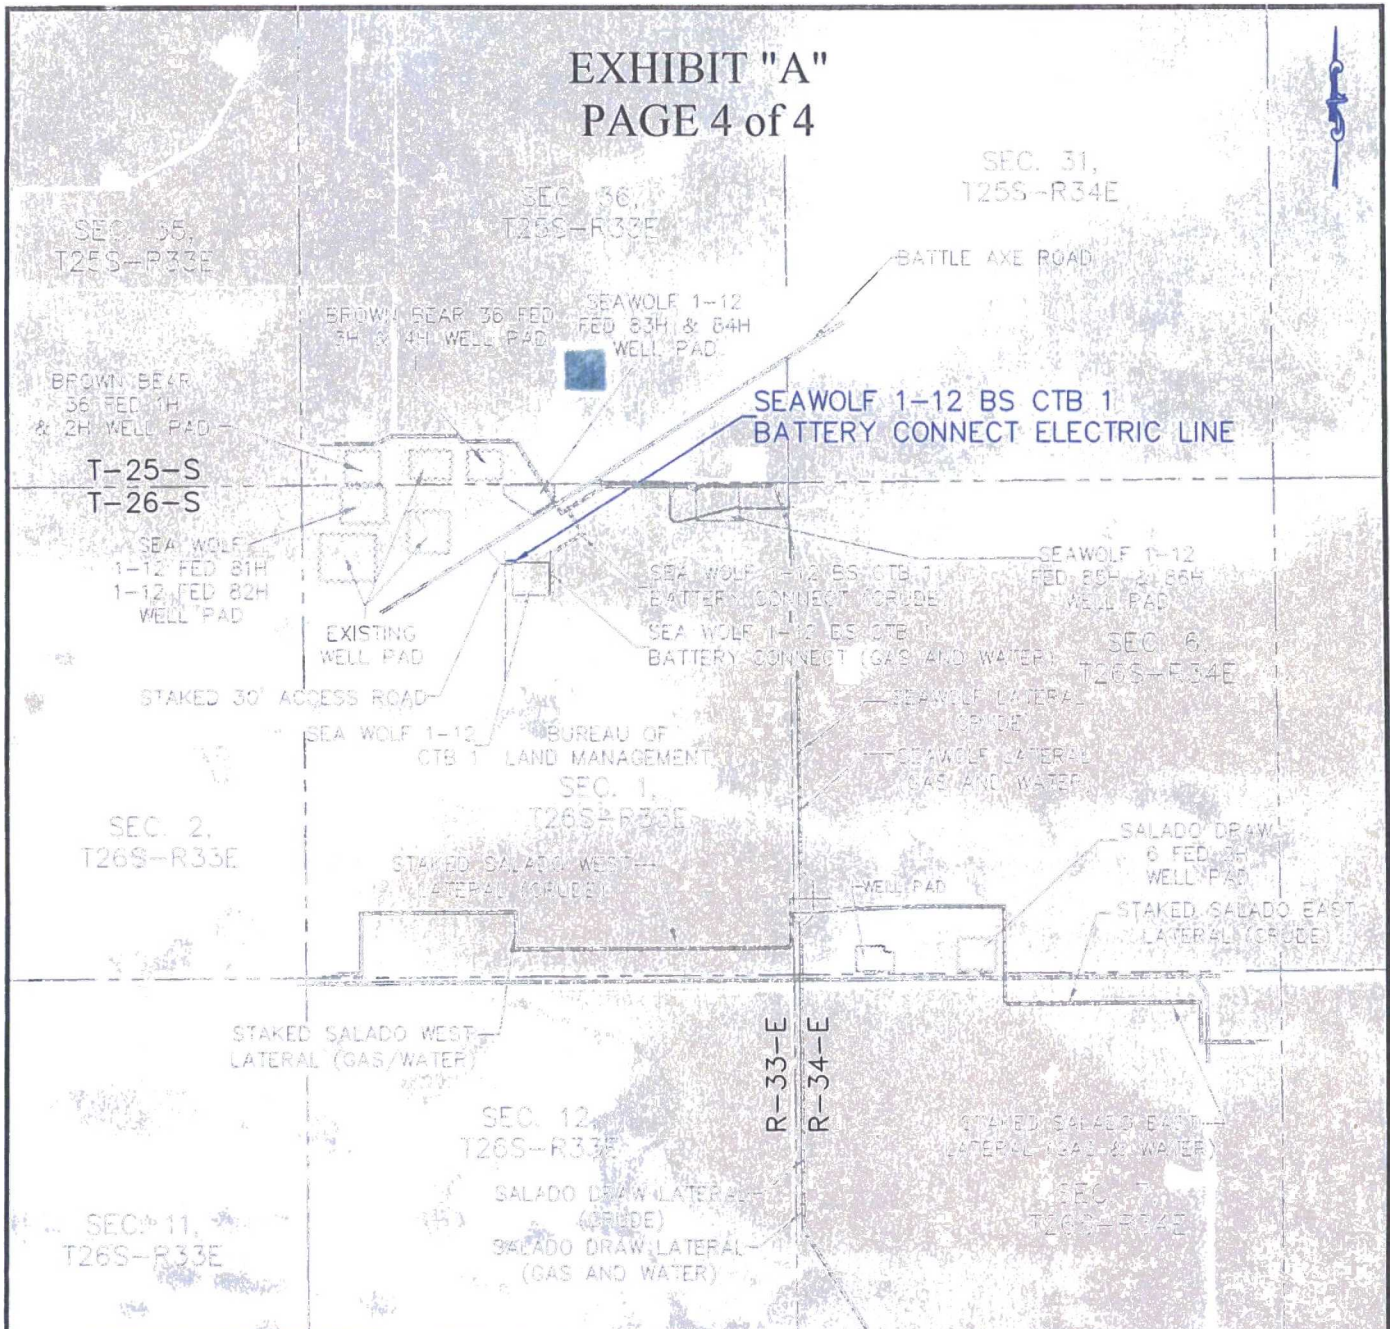 EXHIBIT "A"
PAGE 4 of 4
SEC. 31,
T25S-R34E
SEC. 36,
T25S-R33E
SEC. 35,
T25S-R33E
BATTLE AXE ROAD
BROWN BEAR 36 FED
3H & 4H WELL PAD
SEAWOLF 1-12
FED 83H & 84H
WELL PAD
BROWN BEAR
36 FED 1H
& 2H WELL PAD
SEAWOLF 1-12 BS CTB 1
BATTERY CONNECT ELECTRIC LINE
T-25-S
T-26-S
SEA WOLF
1-12 FED 81H
1-12 FED 82H
WELL PAD
SEA WOLF 1-12 BS CTB 1
BATTERY CONNECT (CRUDE)
SEAWOLF 1-12
FED 85H & 86H
WELL PAD
EXISTING
WELL PAD
SEA WOLF 1-12 BS CTB 1
BATTERY CONNECT (GAS AND WATER)
SEC. 6,
T26S-R34E
STAKED 30' ACCESS ROAD
SEAWOLF LATERAL
(CRUDE)
SEA WOLF 1-12
CTB 1
BUREAU OF
LAND MANAGEMENT
SEAWOLF LATERAL
GAS AND WATER
SEC. 1,
T26S-R33E
SEC. 2,
T26S-R33E
SALADO DRAW
6 FED
WELL PAD
STAKED SALADO WEST
LATERAL (CRUDE)
WELL PAD
STAKED SALADO EAST
LATERAL (CRUDE)
STAKED SALADO WEST
LATERAL (GAS/WATER)
R-33-E
R-34-E
SEC. 12,
T26S-R33E
STAKED SALADO EAST
LATERAL (GAS & WATER)
SALADO DRAW LATERAL
(CRUDE)
SEC. 7,
T26S-R34E
SEC. 11,
T26S-R33E
SALADO DRAW LATERAL
(GAS AND WATER)